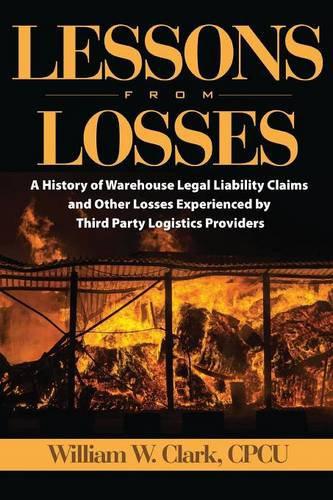 LESSONS
FROM
LOSSES
A History of Warehouse Legal Liability Claims
and Other Losses Experienced by
Third Party Logistics Providers
William W. Clark, CPCU